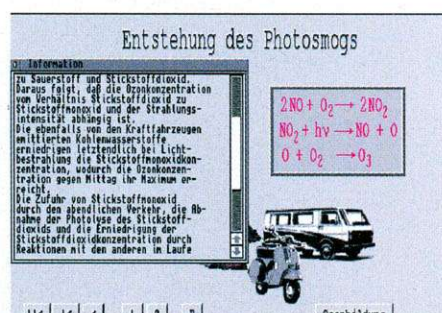 Entstehung des Photosmogs
Information
zu Sauerstoff und Stickstoffdioxid.
Daraus folgt, daß die Ozonkonzentration
vom Verhältnis Stickstoffdioxid zu
Stickstoffmonoxid und der Strahlungs-
intensität abhängig ist.
Die ebenfalls von den Kraftfahrzeugen
emittierten Kohlenwasserstoffe
erniedrigen letztendlich bei Licht-
bestrahlung die Stickstoffmonoxidkon-
zentration, wodurch die Ozonkonzen-
tration gegen Mittag ihr Maximum er-
reicht.
Die Zufuhr von Stickstoffmonoxid
durch den abendlichen Verkehr, die Ab-
nahme der Photolyse des Stickstoff-
dioxids und die Erniedrigung der
Stickstoffdioxidkonzentration durch
Reaktionen mit den anderen im Laufe
2NO + O₂ → 2NO₂
NO₂ + hν → NO + O
O + O₂ → O₃